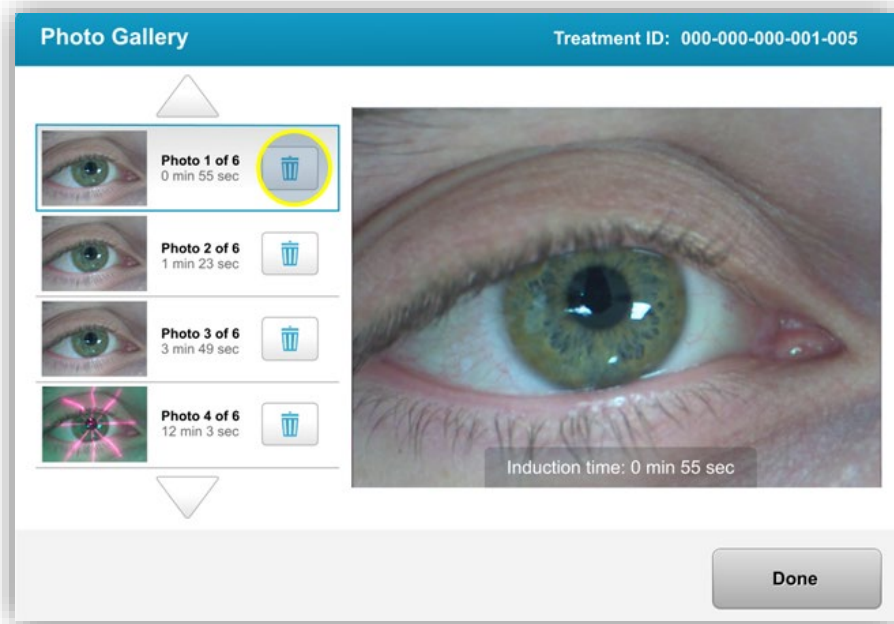 Photo Gallery
Treatment ID: 000-000-000-001-005
Photo 1 of 6
0 min 55 sec
Photo 2 of 6
1 min 23 sec
Photo 3 of 6
3 min 49 sec
Photo 4 of 6
12 min 3 sec
Induction time: 0 min 55 sec
Done